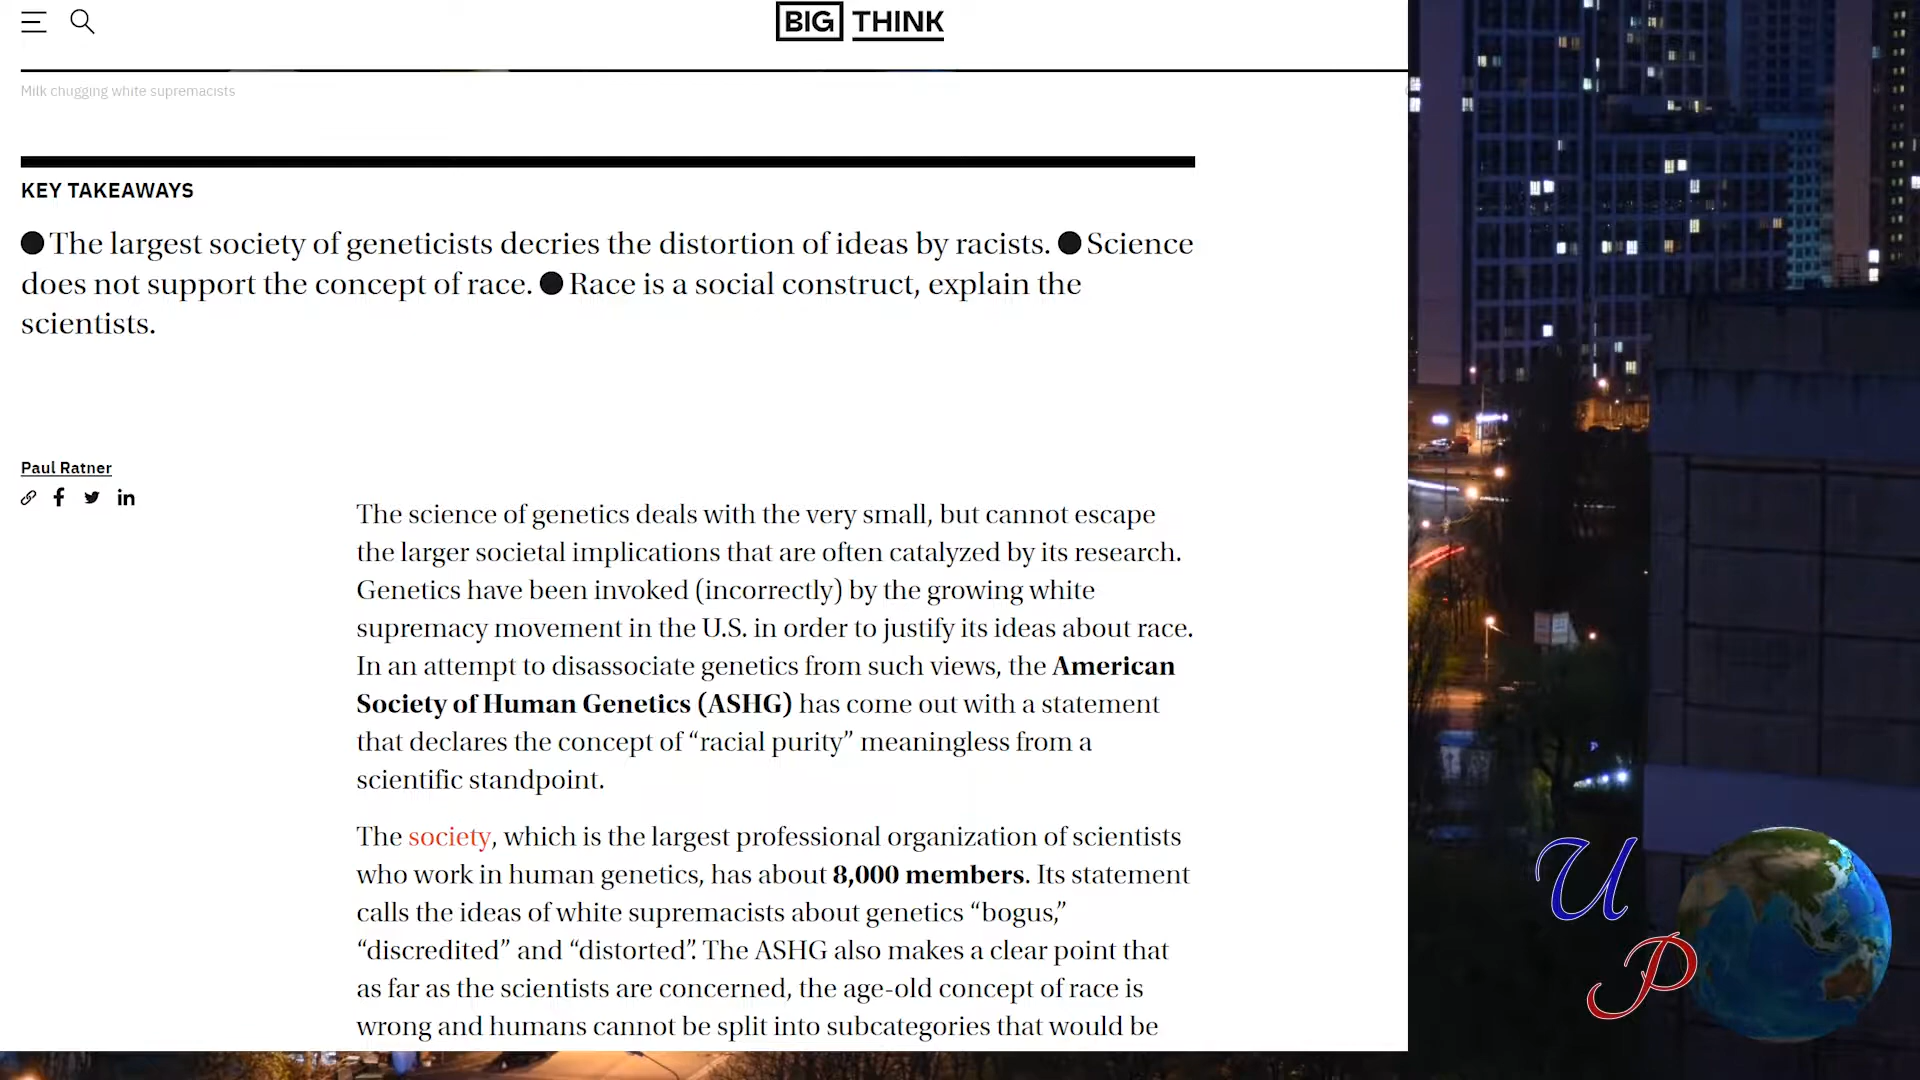 BIG THINK
Milk chugging white supremacists
KEY TAKEAWAYS
● The largest society of geneticists decries the distortion of ideas by racists. ● Science
does not support the concept of race. ● Race is a social construct, explain the
scientists.
Paul Ratner
The science of genetics deals with the very small, but cannot escape
the larger societal implications that are often catalyzed by its research.
Genetics have been invoked (incorrectly) by the growing white
supremacy movement in the U.S. in order to justify its ideas about race.
In an attempt to disassociate genetics from such views, the American
Society of Human Genetics (ASHG) has come out with a statement
that declares the concept of “racial purity” meaningless from a
scientific standpoint.
The society, which is the largest professional organization of scientists
who work in human genetics, has about 8,000 members. Its statement
calls the ideas of white supremacists about genetics “bogus,”
“discredited” and “distorted”. The ASHG also makes a clear point that
as far as the scientists are concerned, the age-old concept of race is
wrong and humans cannot be split into subcategories that would be
U
P